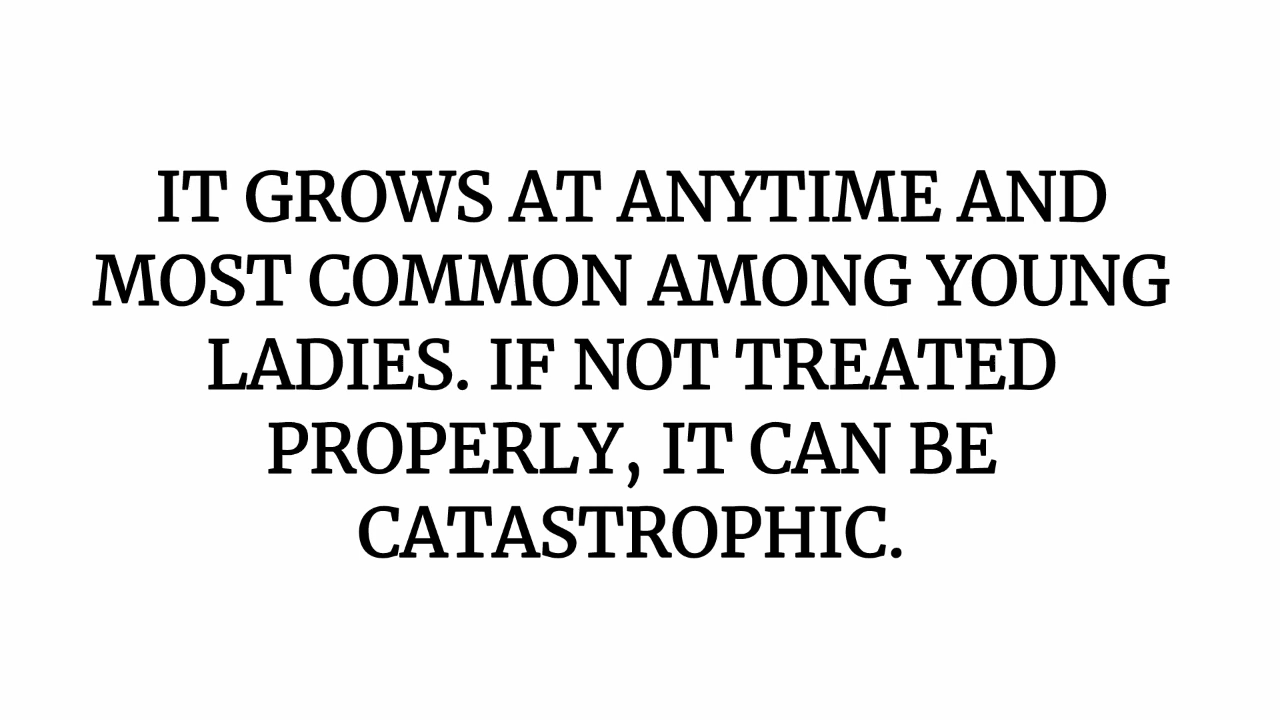 IT GROWS AT ANYTIME AND
MOST COMMON AMONG YOUNG
LADIES. IF NOT TREATED
PROPERLY, IT CAN BE
CATASTROPHIC.